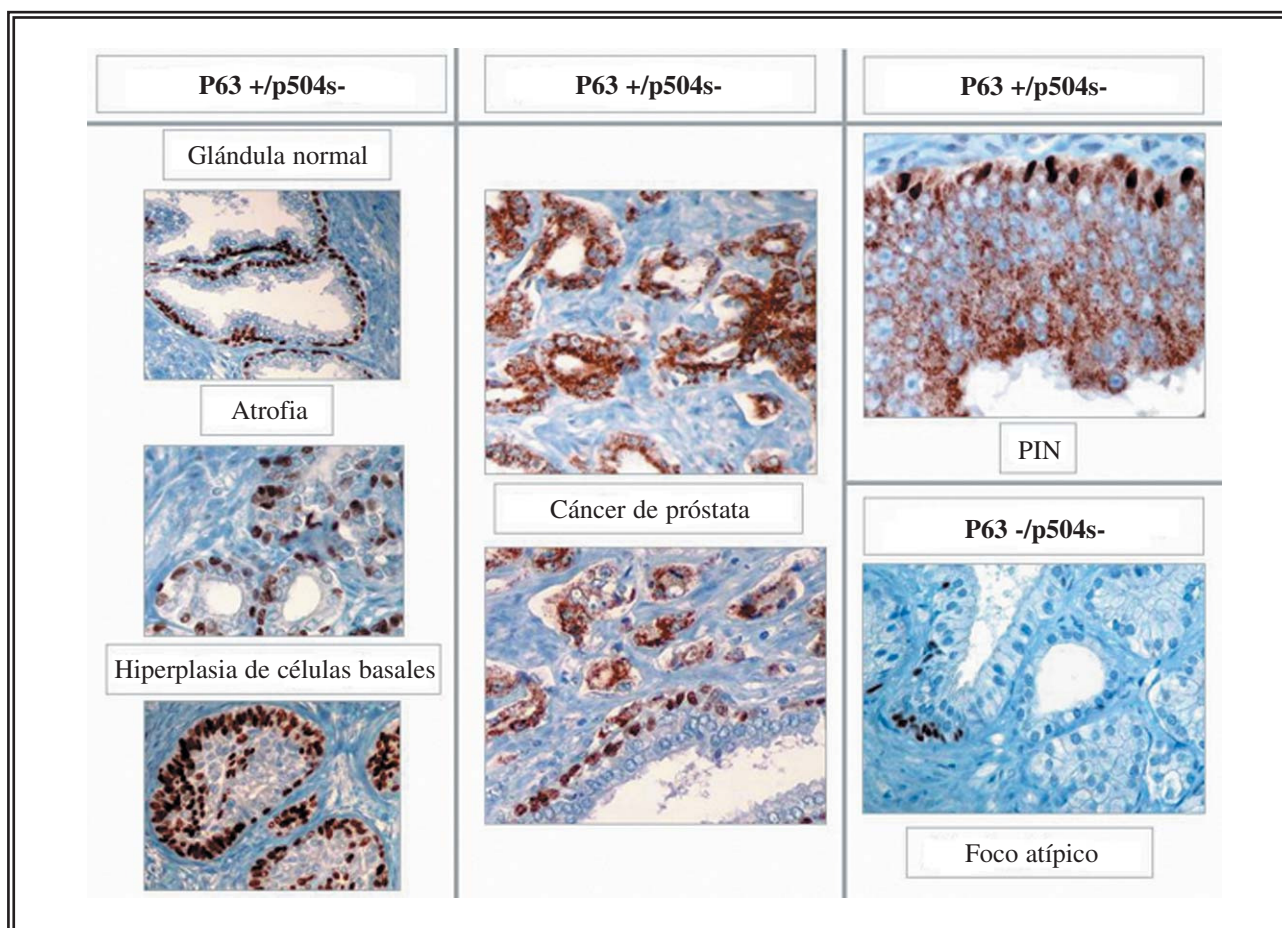 P63 +/p504s-
Glándula normal
Atrofia
Hiperplasia de células basales
P63 +/p504s-
Cáncer de próstata
P63 +/p504s-
PIN
P63 -/p504s-
Foco atípico